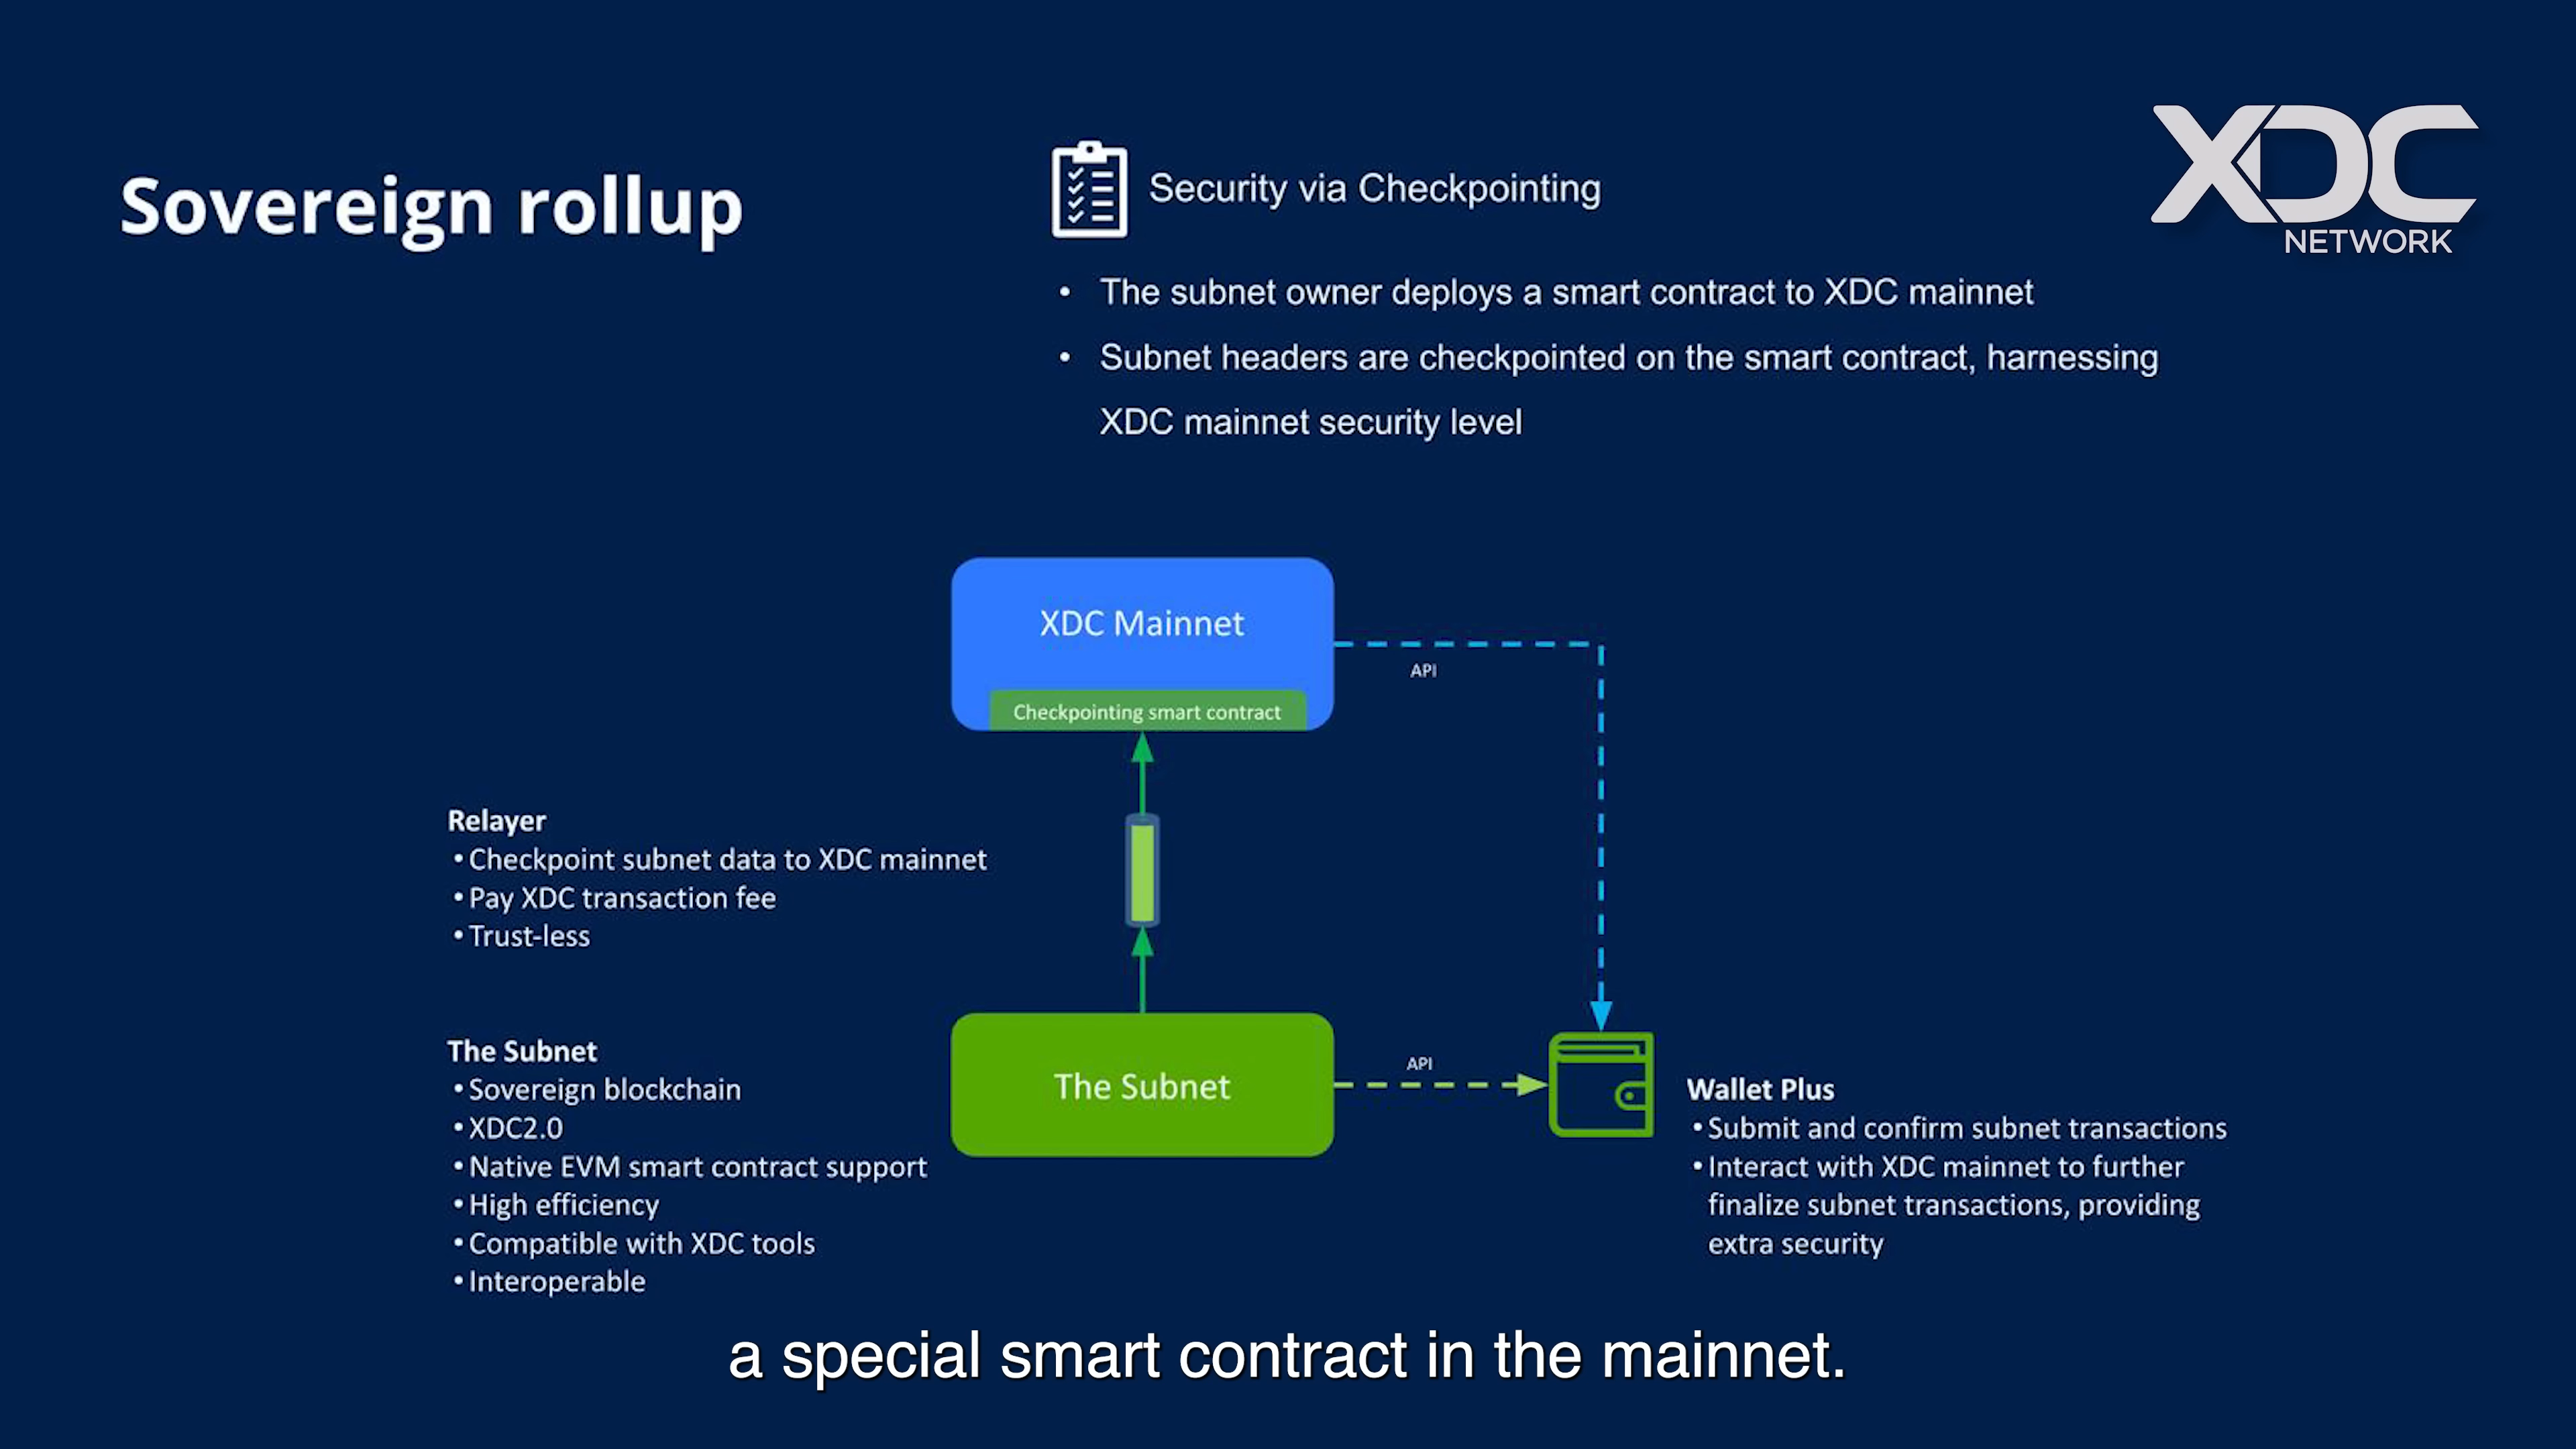 Sovereign rollup
Security via Checkpointing
XDC
NETWORK
• The subnet owner deploys a smart contract to XDC mainnet
• Subnet headers are checkpointed on the smart contract, harnessing
XDC mainnet security level
XDC Mainnet
Checkpointing smart contract
API
Relayer
• Checkpoint subnet data to XDC mainnet
• Pay XDC transaction fee
• Trust-less
The Subnet
• Sovereign blockchain
• XDC2.0
• Native EVM smart contract support
• High efficiency
• Compatible with XDC tools
• Interoperable
The Subnet
API
Wallet Plus
• Submit and confirm subnet transactions
• Interact with XDC mainnet to further
finalize subnet transactions, providing
extra security
a special smart contract in the mainnet.